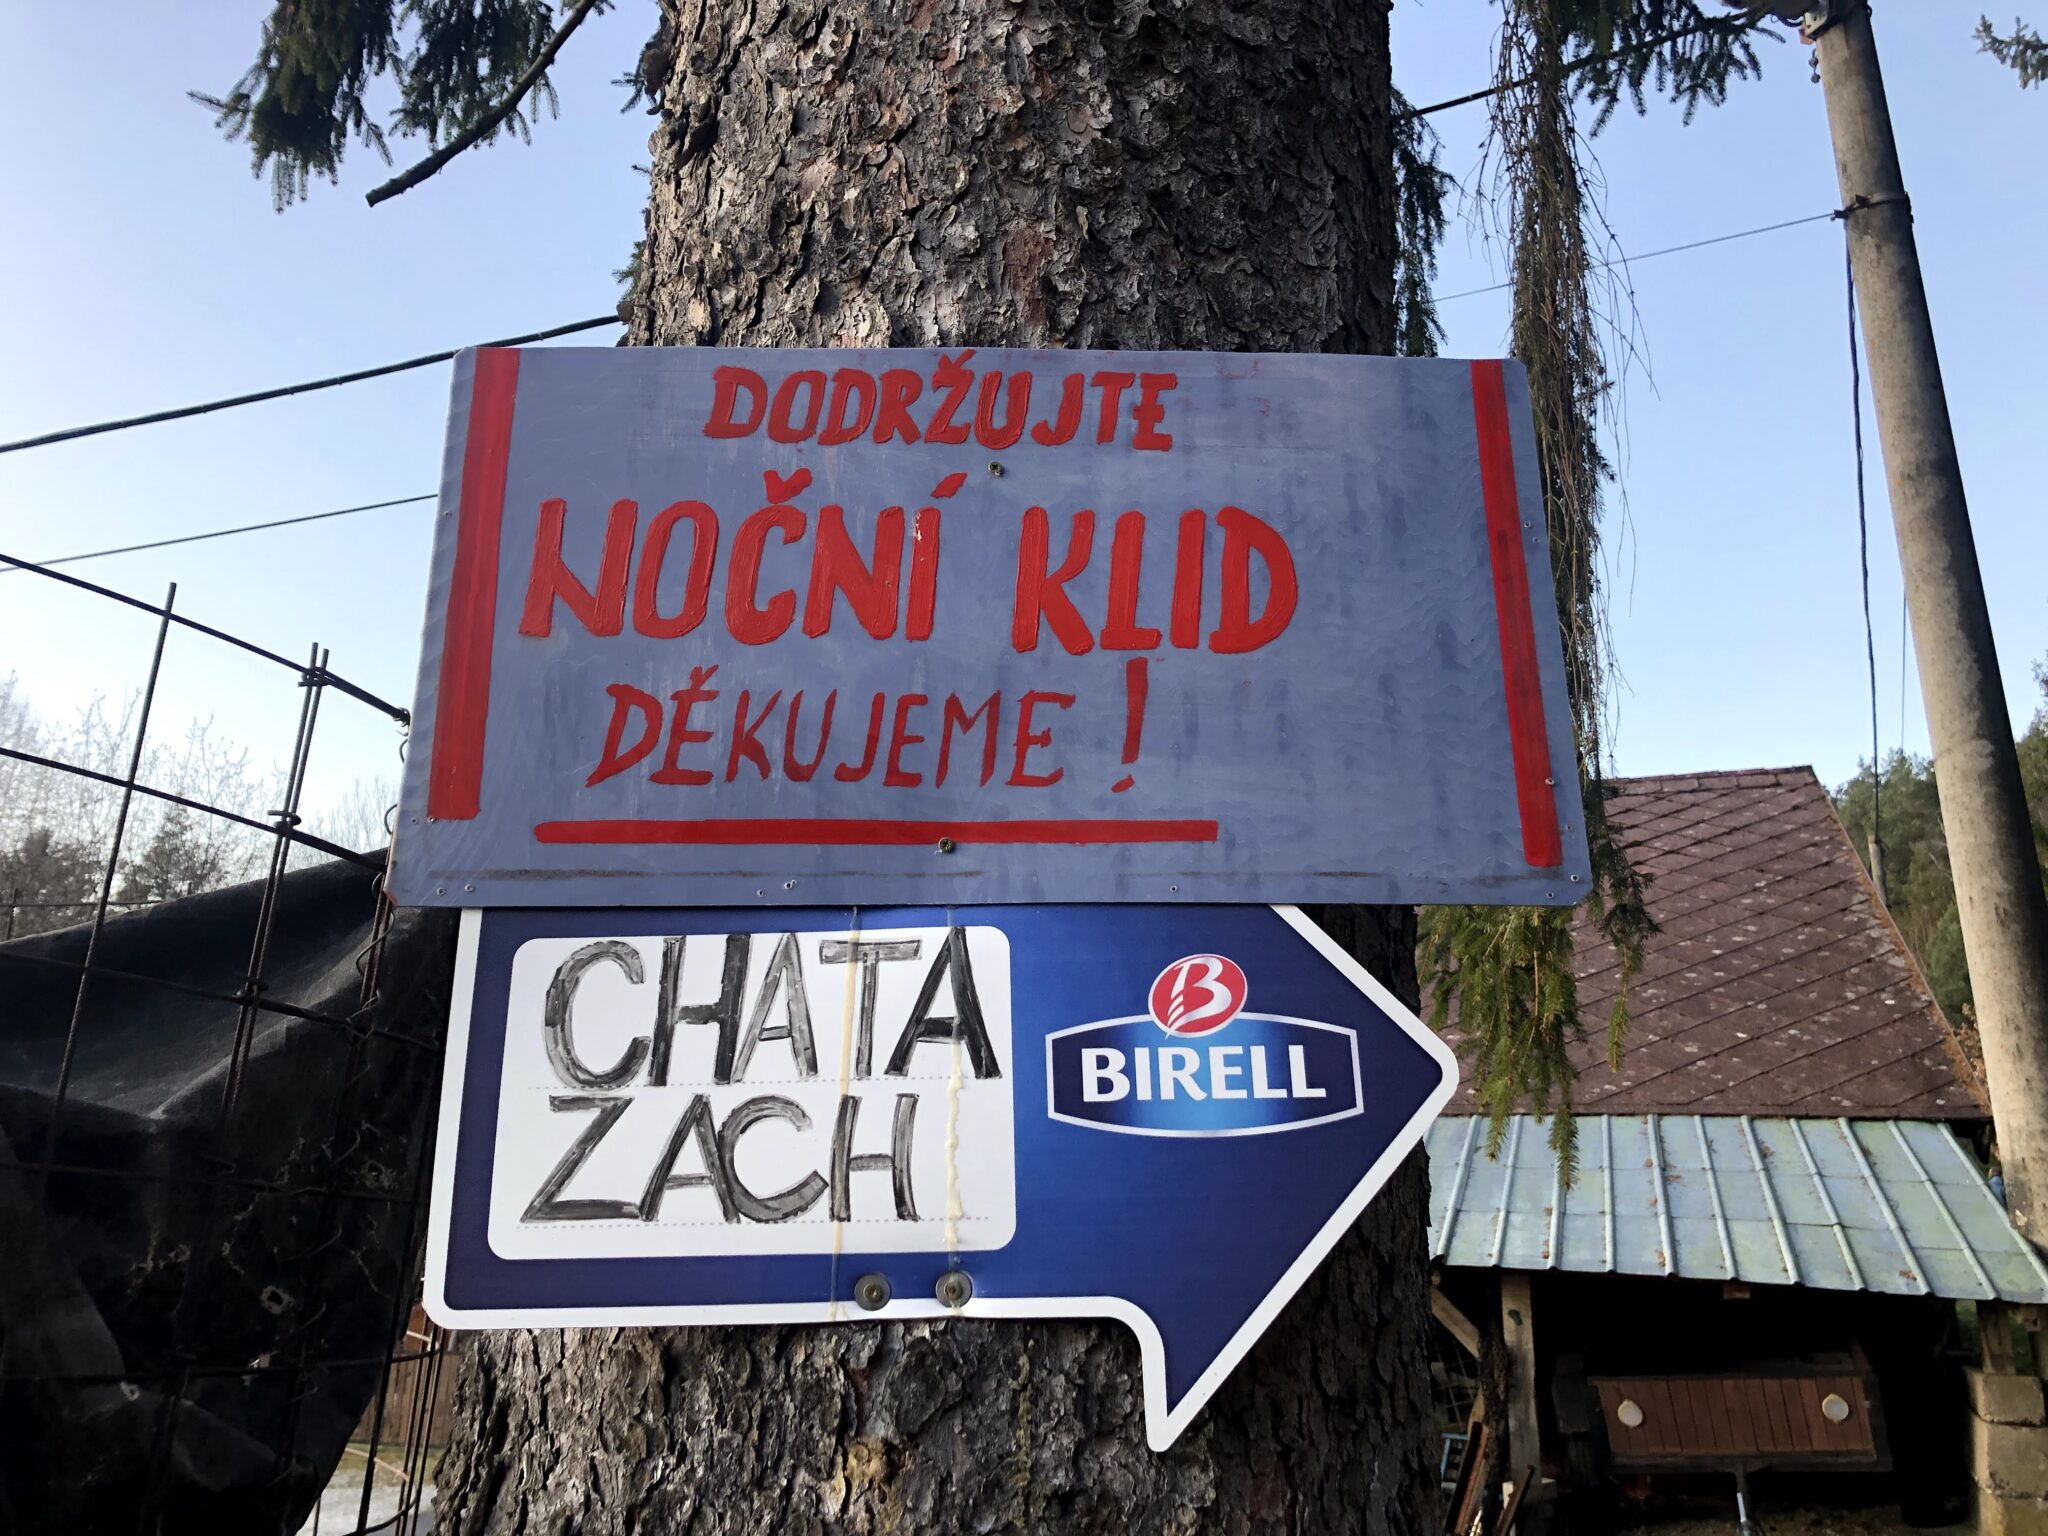 DODRŽUJTE
NOČNÍ KLID
DĚKUJEME!
CHATA
ZACH
B
BIRELL